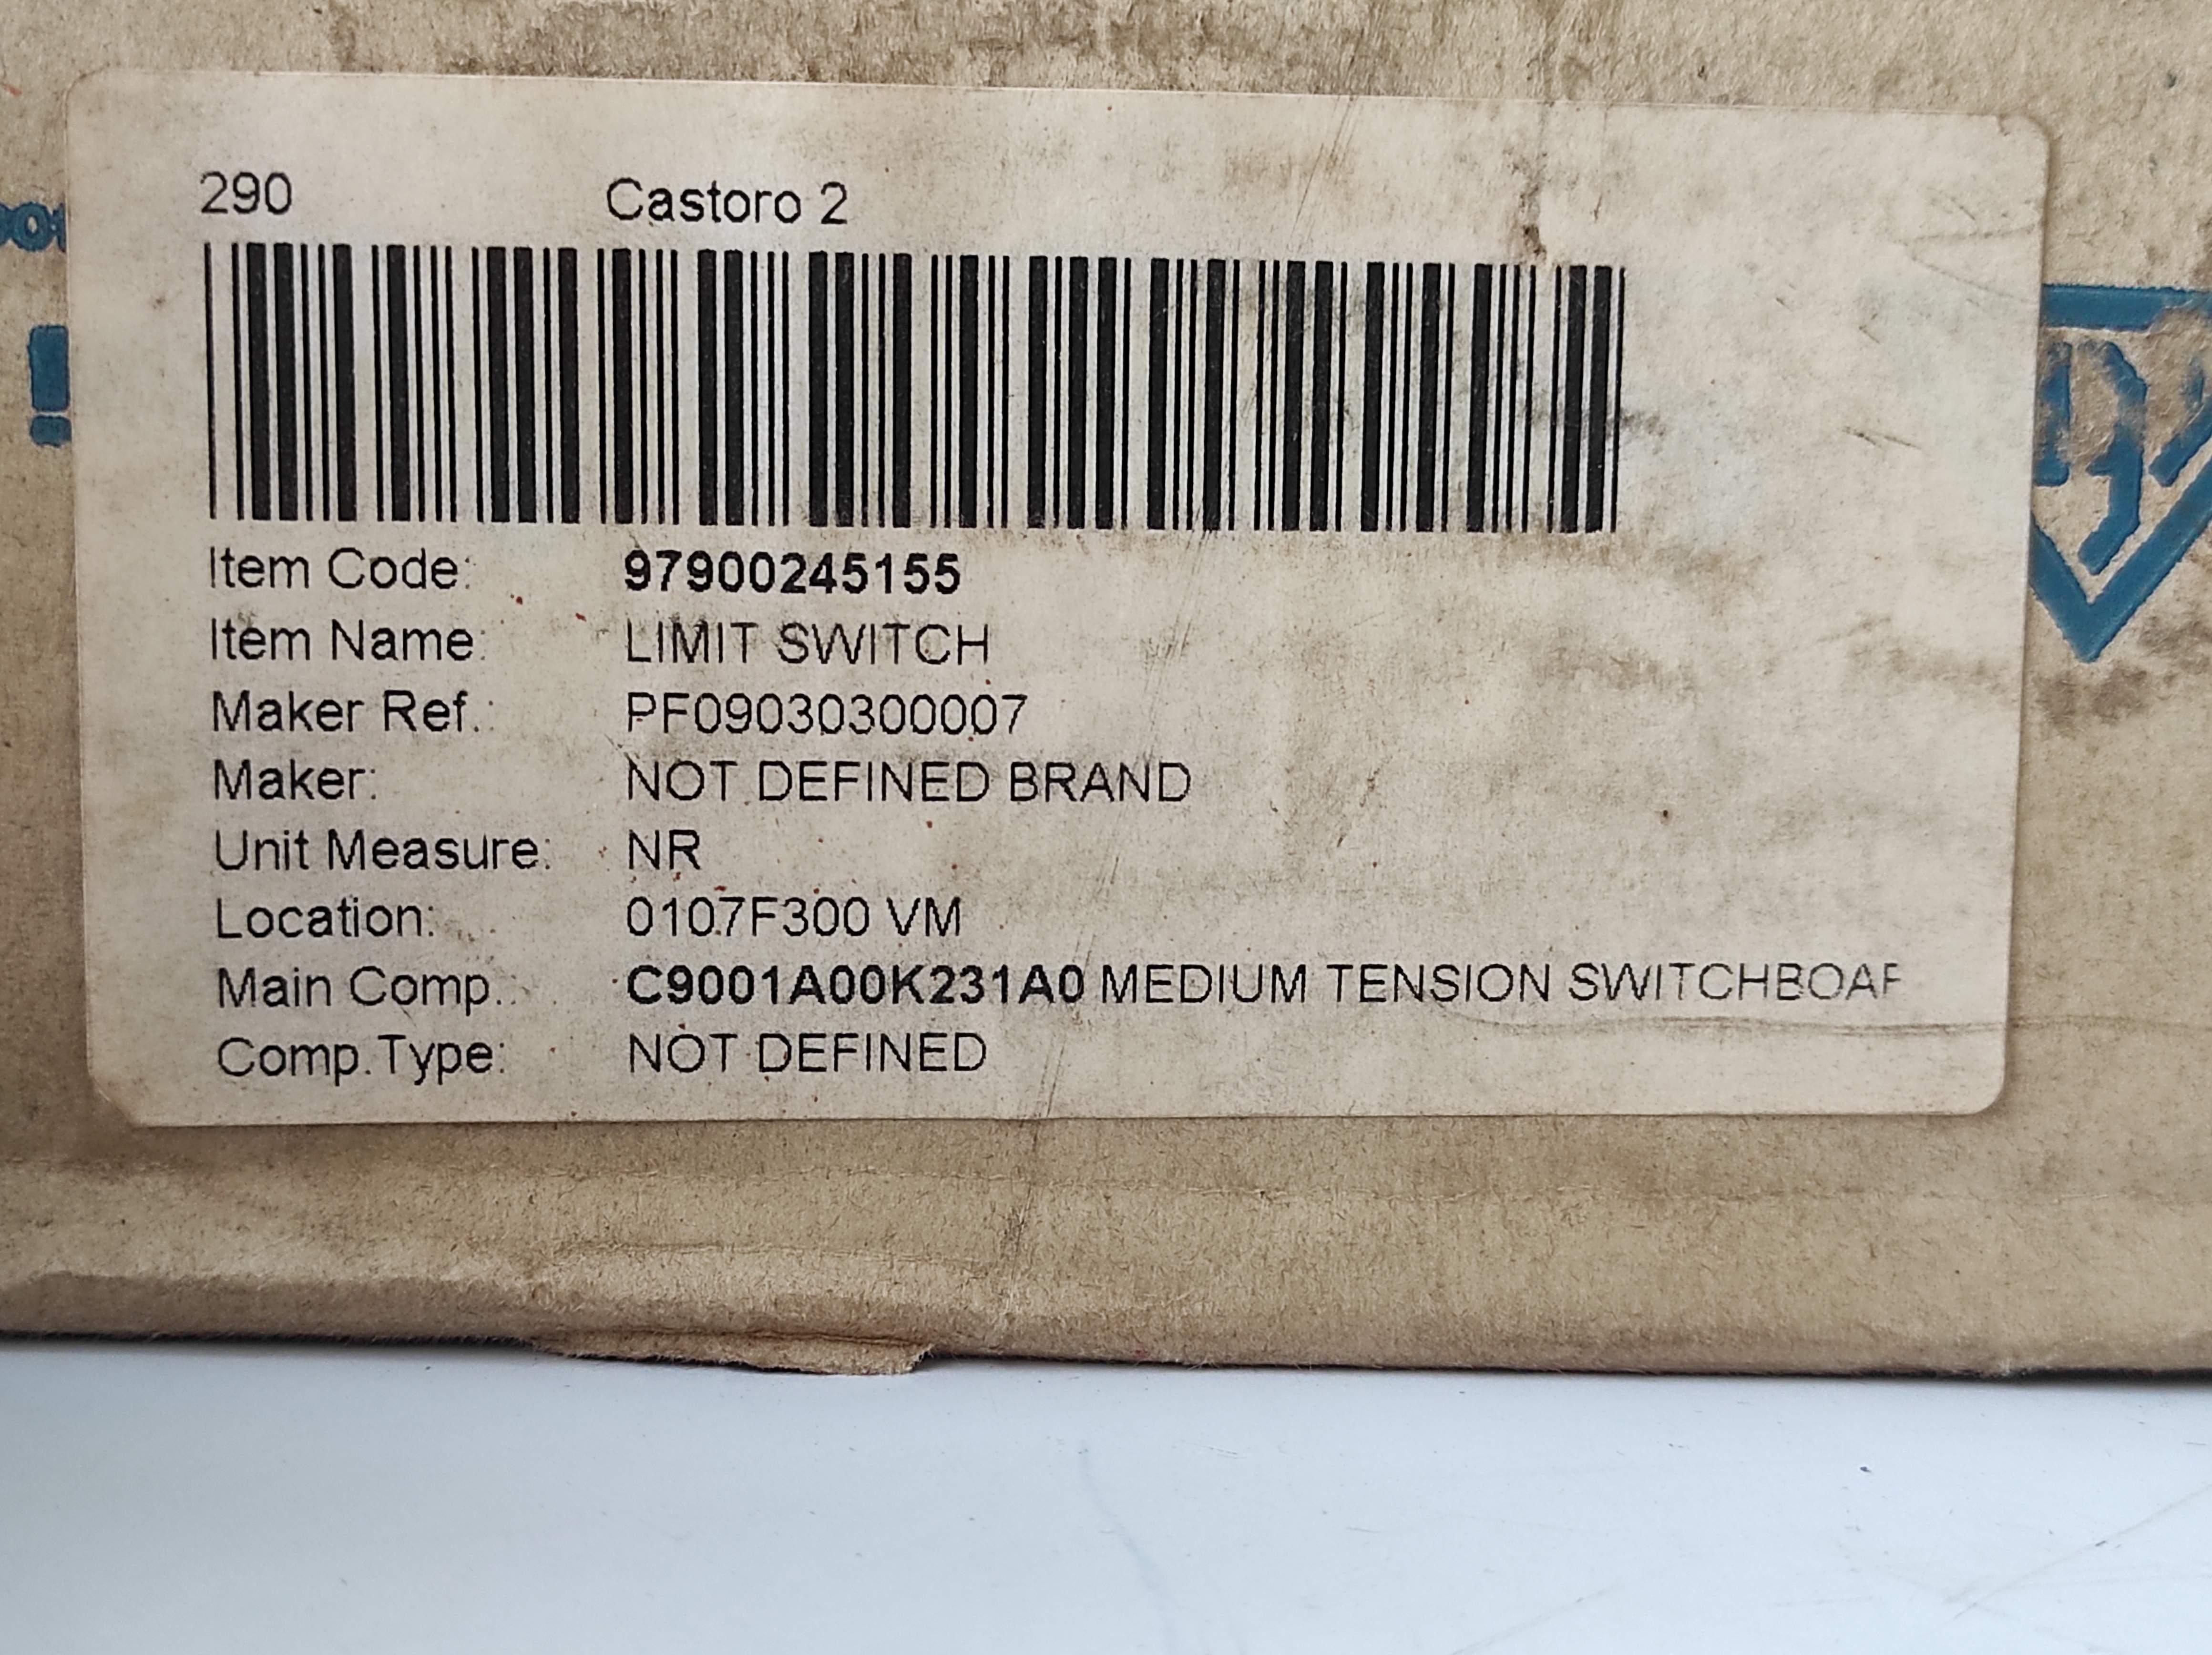 290 Castoro 2
Item Code: 97900245155
Item Name: LIMIT SWITCH
Maker Ref.: PF09030300007
Maker: NOT DEFINED BRAND
Unit Measure: NR
Location: 0107F300 VM
Main Comp.: C9001A00K231A0 MEDIUM TENSION SWITCHBOAR
Comp.Type: NOT DEFINED